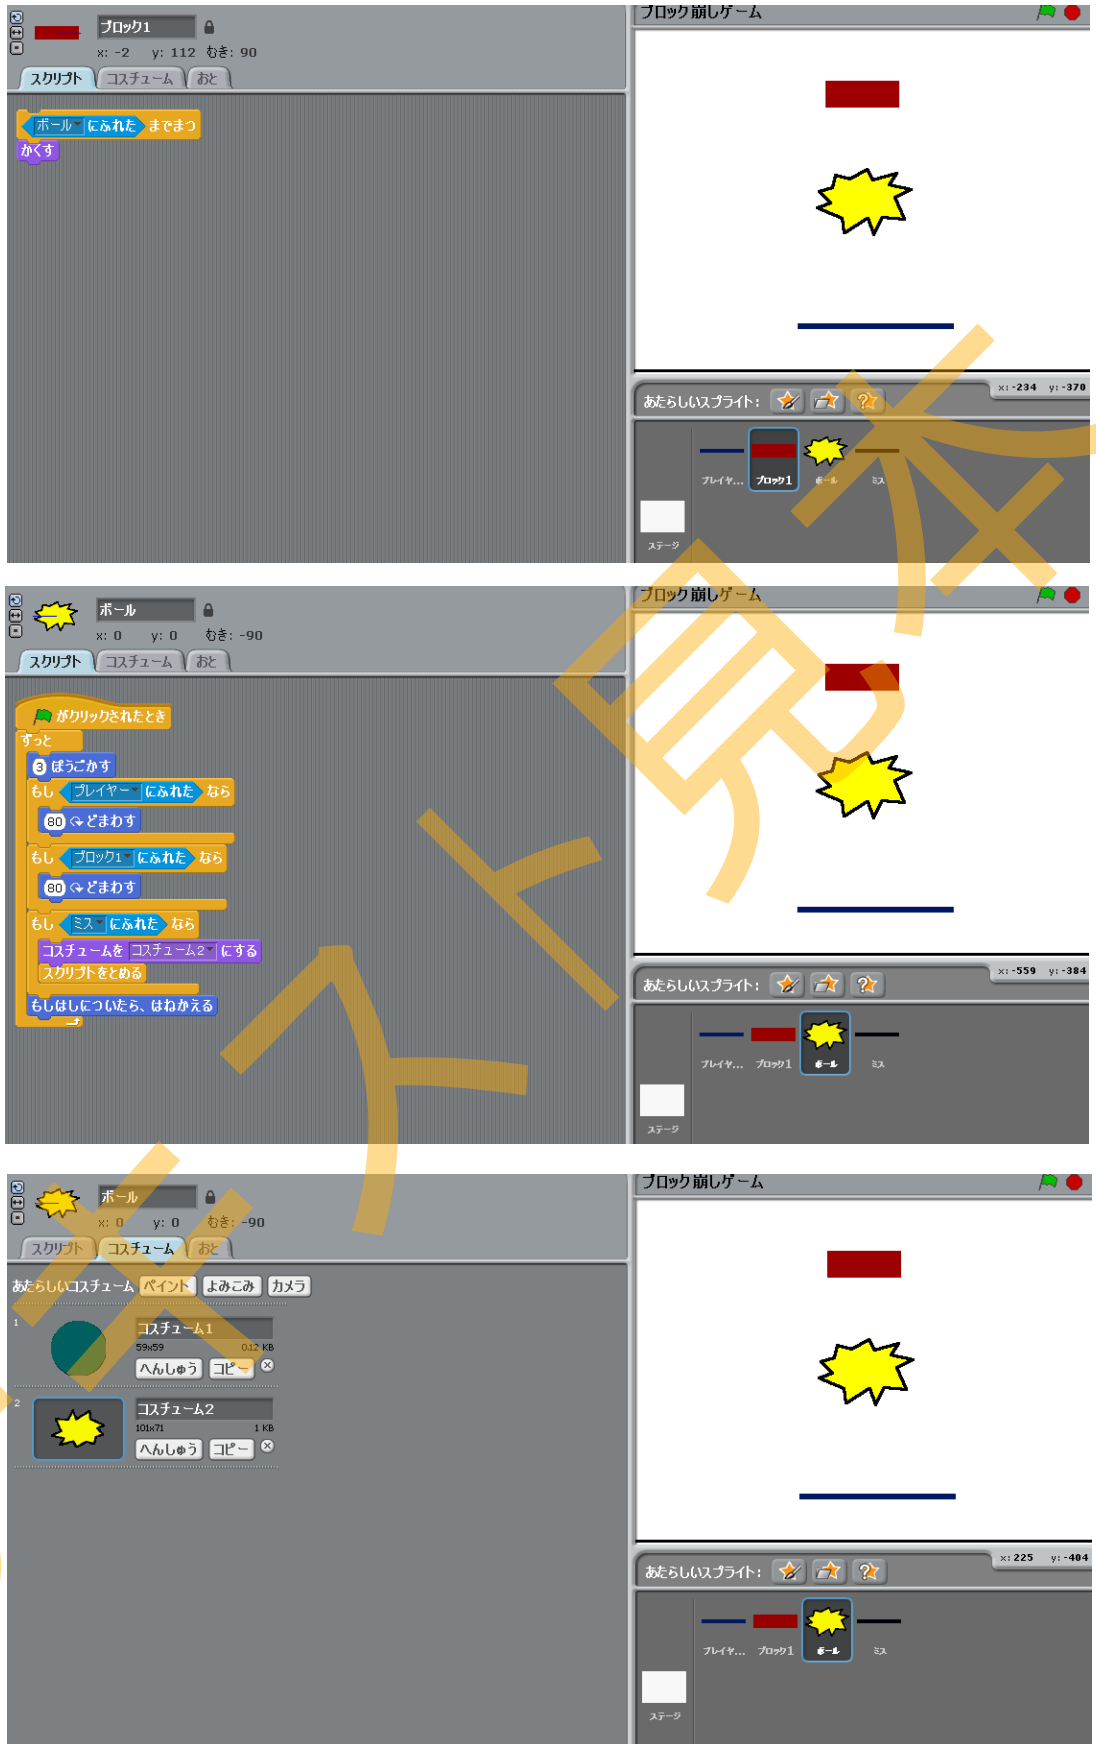 ブロック1
x: -2 y: 112 むき: 90
スクリプト コスチューム おと
ボール にふれた までまつ
かくす
ブロック崩しゲーム
x: -234 y: -370
あたらしいスプライト:
プレイヤ... ブロック1 ボール ミス
ステージ
ボール
x: 0 y: 0 むき: -90
スクリプト コスチューム おと
がクリックされたとき
ずっと
3 ほうごかす
もし プレイヤー にふれた なら
80 どまわす
もし ブロック1 にふれた なら
80 どまわす
もし ミス にふれた なら
コスチュームを コスチューム2 にする
スクリプトをとめる
もしはしについたら、はねかえる
ブロック崩しゲーム
x: -559 y: -384
あたらしいスプライト:
プレイヤ... ブロック1 ボール ミス
ステージ
ボール
x: 0 y: 0 むき: -90
スクリプト コスチューム おと
あたらしいコスチューム ペイント よみこみ カメラ
1
コスチューム1
59x59 0.12 KB
へんしゅう コピー
2
コスチューム2
101x71 1 KB
へんしゅう コピー
ブロック崩しゲーム
x: 225 y: -404
あたらしいスプライト:
プレイヤ... ブロック1 ボール ミス
ステージ
テキスト見本